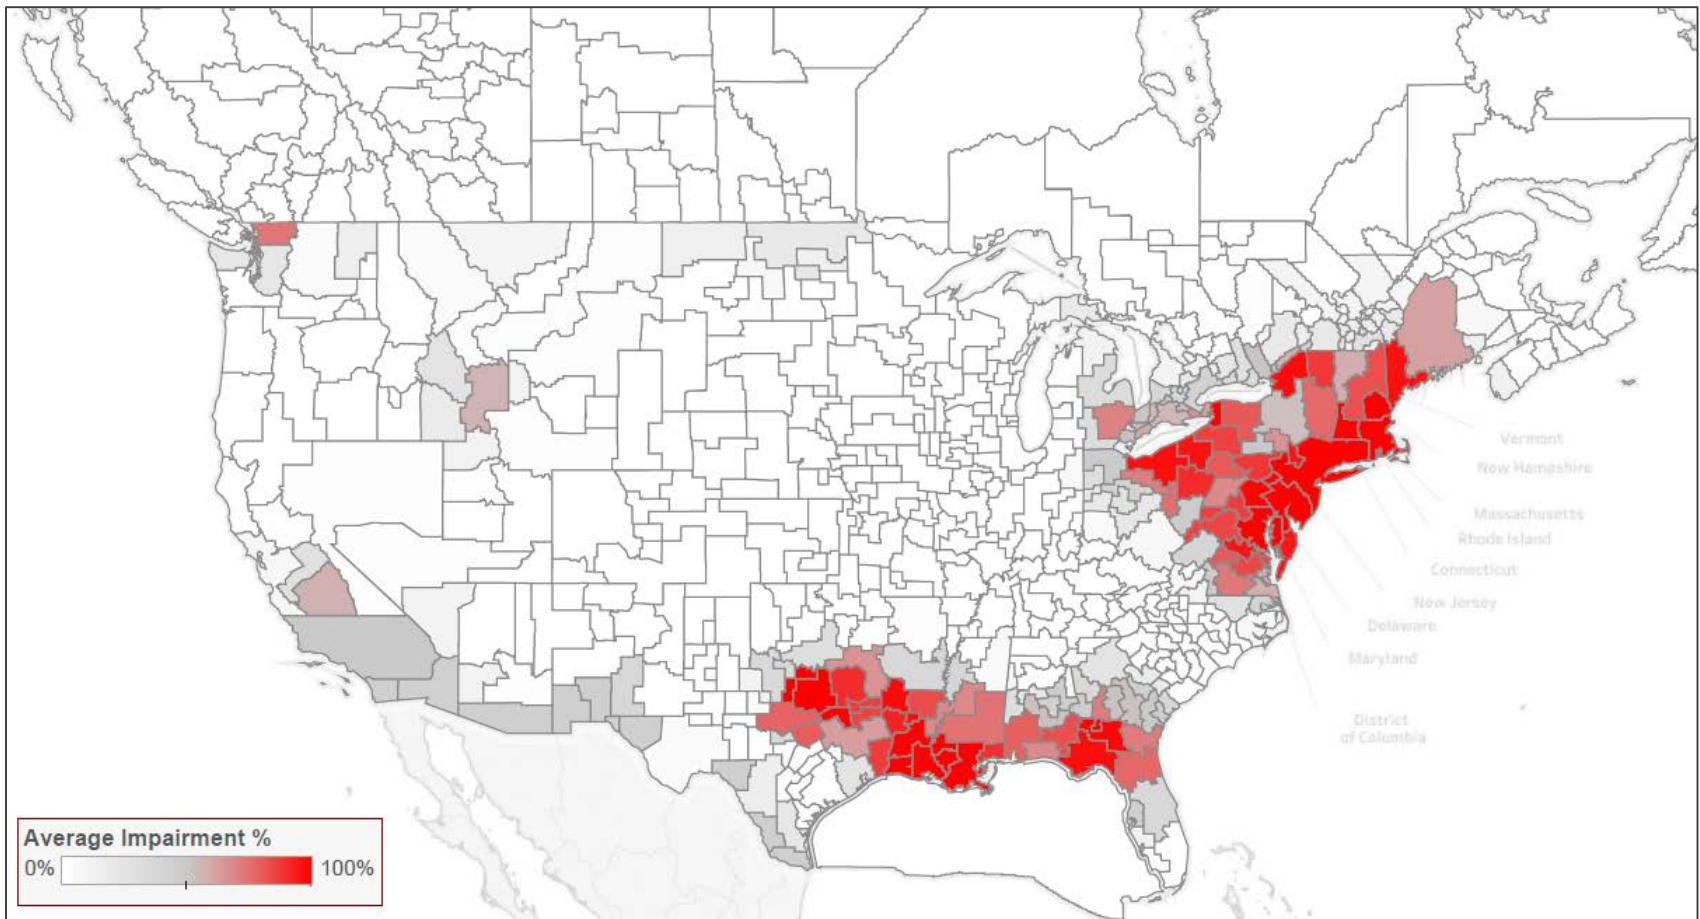 Vermont
New Hampshire
Massachusetts
Rhode Island
Connecticut
New Jersey
Delaware
Maryland
District
of Columbia
Average Impairment %
0%
100%